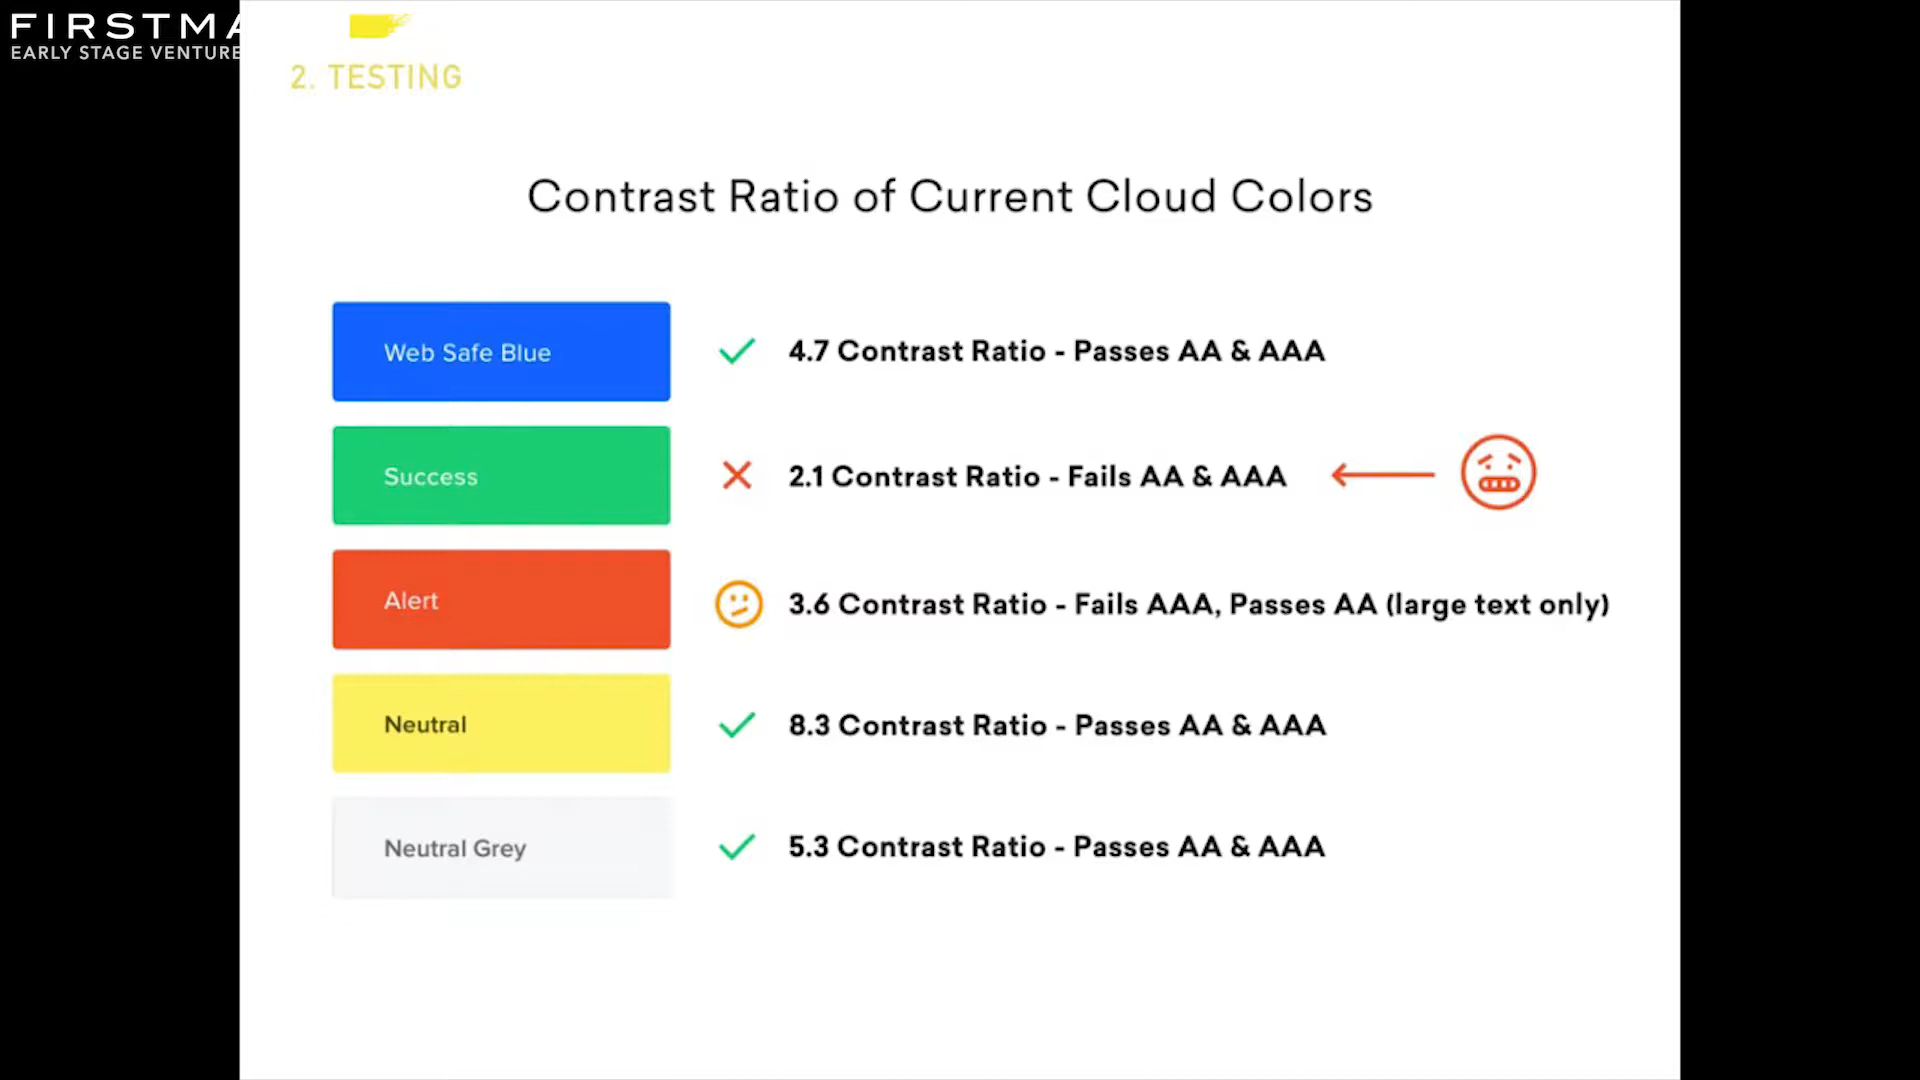 FIRSTMA
EARLY STAGE VENTURE
2. TESTING
Contrast Ratio of Current Cloud Colors
Web Safe Blue
4.7 Contrast Ratio - Passes AA & AAA
Success
2.1 Contrast Ratio - Fails AA & AAA
Alert
3.6 Contrast Ratio - Fails AAA, Passes AA (large text only)
Neutral
8.3 Contrast Ratio - Passes AA & AAA
Neutral Grey
5.3 Contrast Ratio - Passes AA & AAA